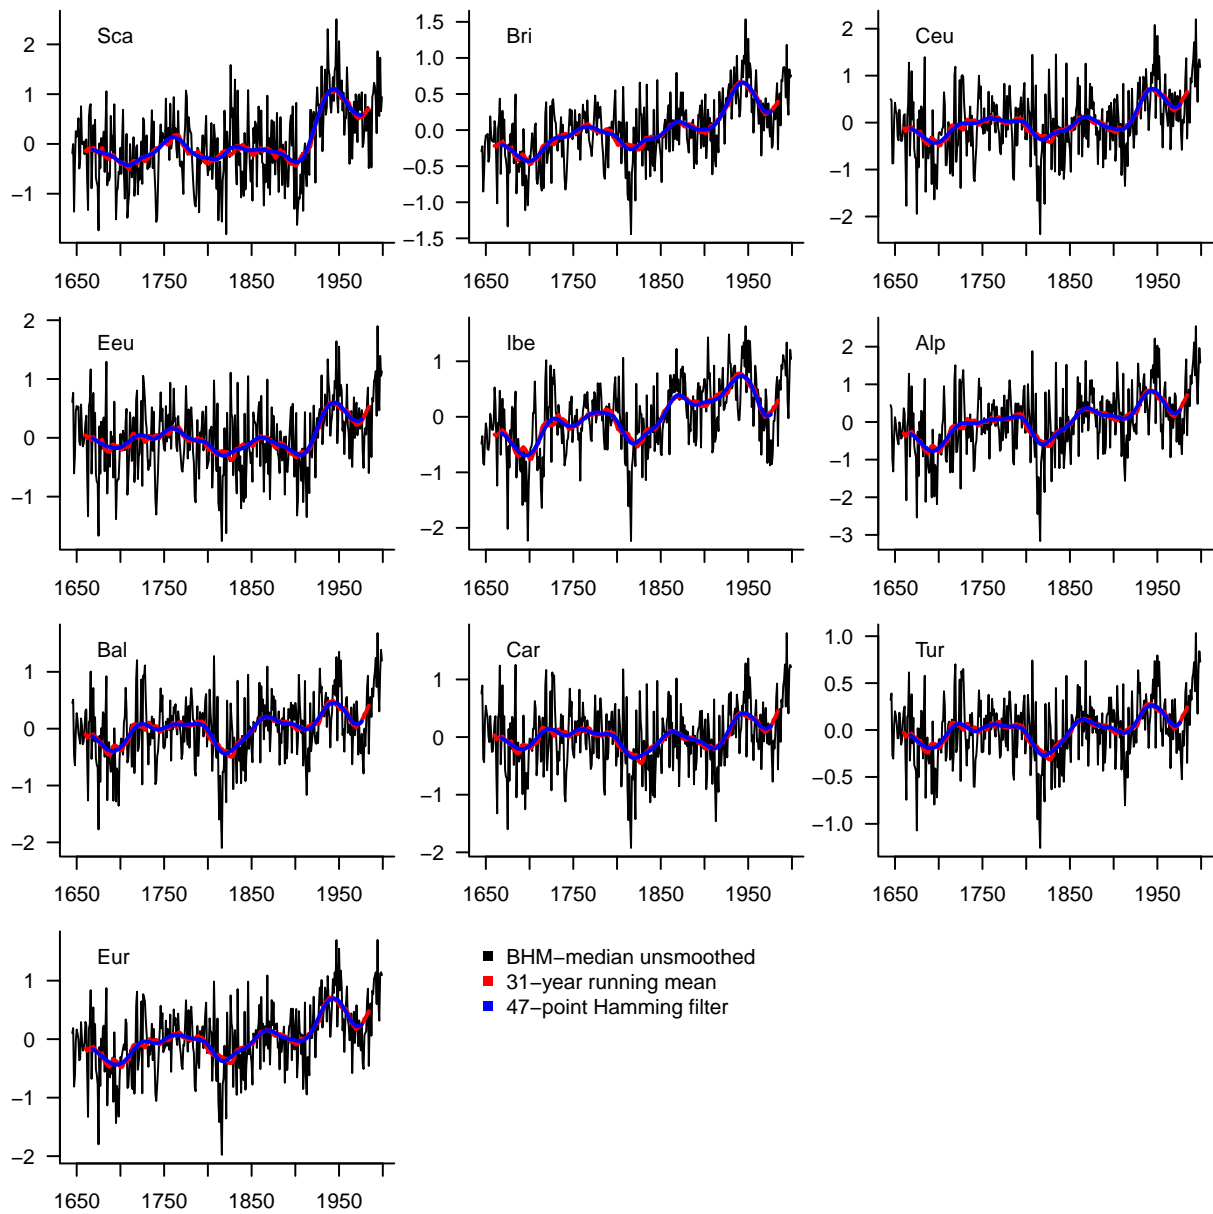 Sca
2
1
0
−1
1650 1750 1850 1950
Bri
1.5
1.0
0.5
0.0
−0.5
−1.0
−1.5
1650 1750 1850 1950
Ceu
2
1
0
−1
−2
1650 1750 1850 1950
Eeu
2
1
0
−1
1650 1750 1850 1950
Ibe
1
0
−1
−2
1650 1750 1850 1950
Alp
2
1
0
−1
−2
−3
1650 1750 1850 1950
Bal
1
0
−1
−2
1650 1750 1850 1950
Car
1
0
−1
−2
1650 1750 1850 1950
Tur
1.0
0.5
0.0
−0.5
−1.0
1650 1750 1850 1950
Eur
1
0
−1
−2
1650 1750 1850 1950
BHM−median unsmoothed
31−year running mean
47−point Hamming filter